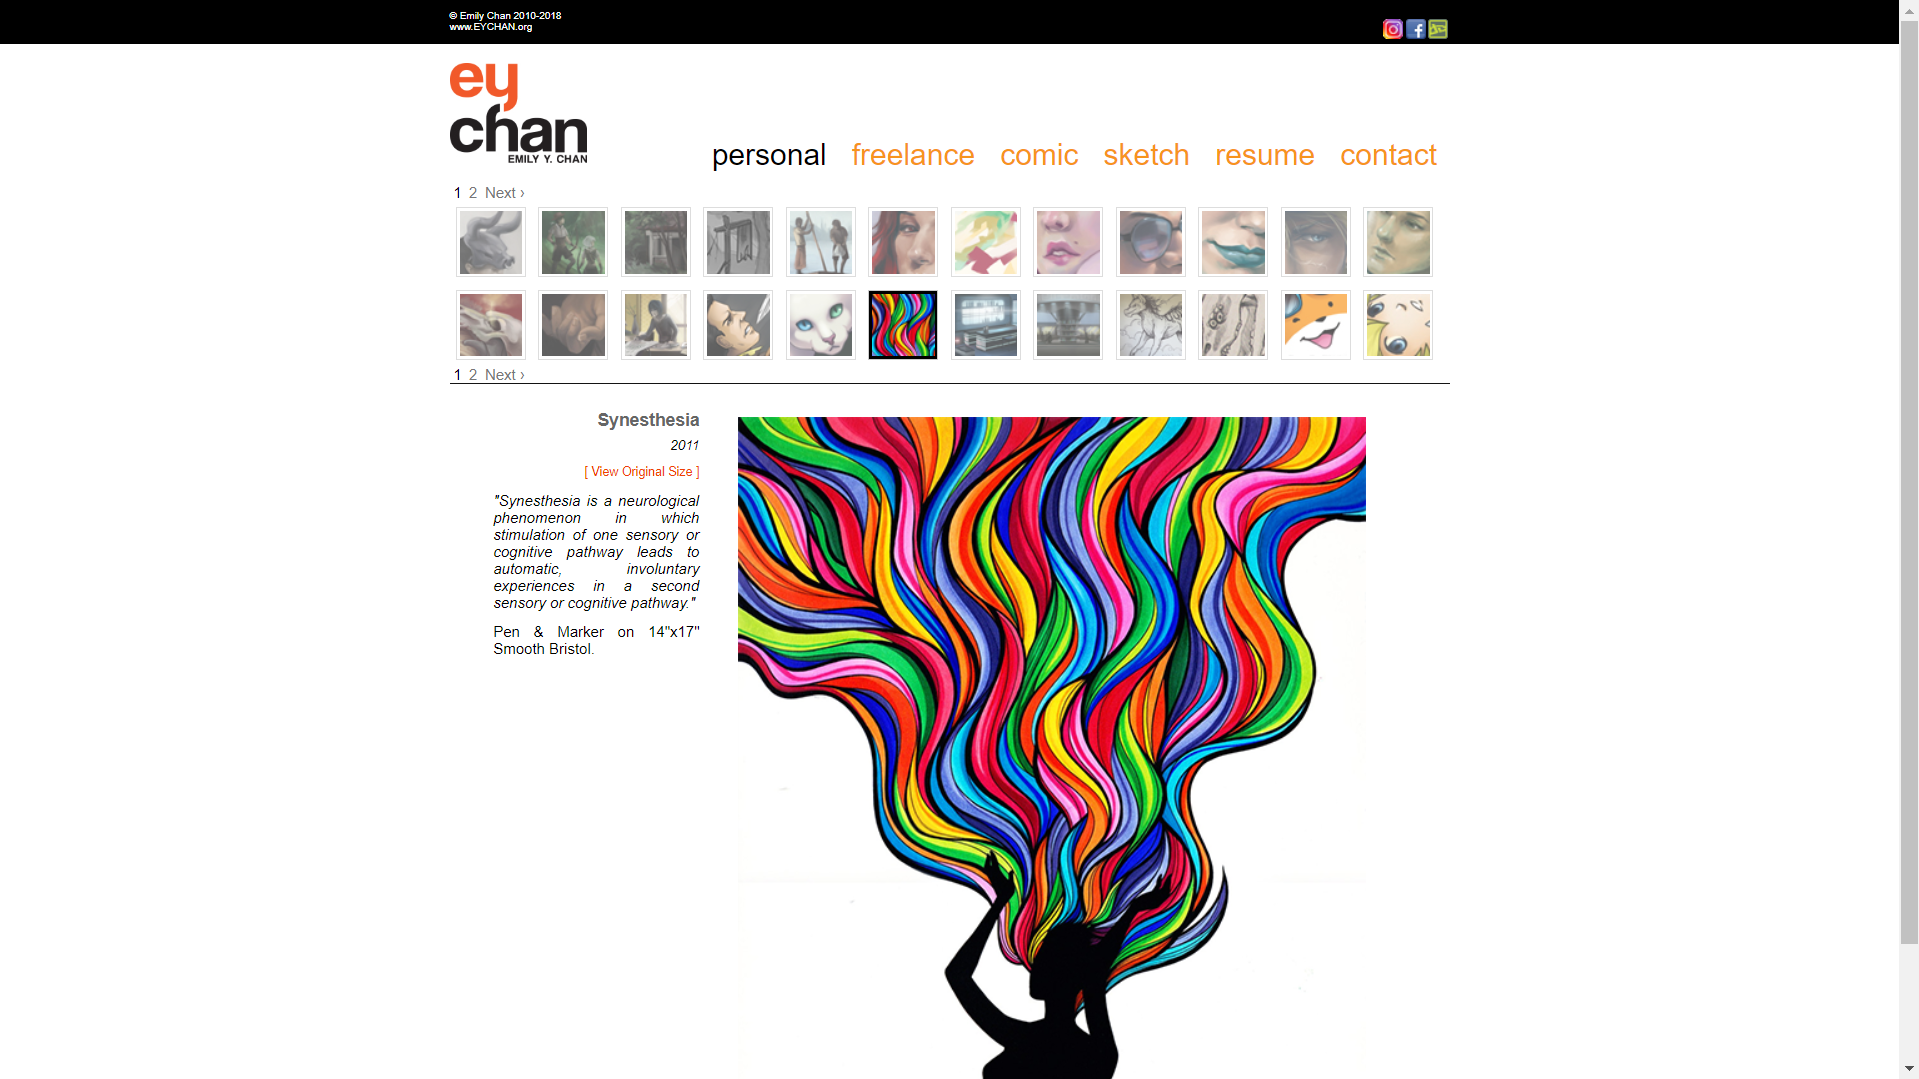 © Emily Chan 2010-2018
www.EYCHAN.org
ey
chan
EMILY Y. CHAN
personal freelance comic sketch resume contact
1 2 Next ›
1 2 Next ›
Synesthesia
2011
[ View Original Size ]
"Synesthesia is a neurological
phenomenon in which
stimulation of one sensory or
cognitive pathway leads to
automatic, involuntary
experiences in a second
sensory or cognitive pathway."
Pen & Marker on 14"x17"
Smooth Bristol.